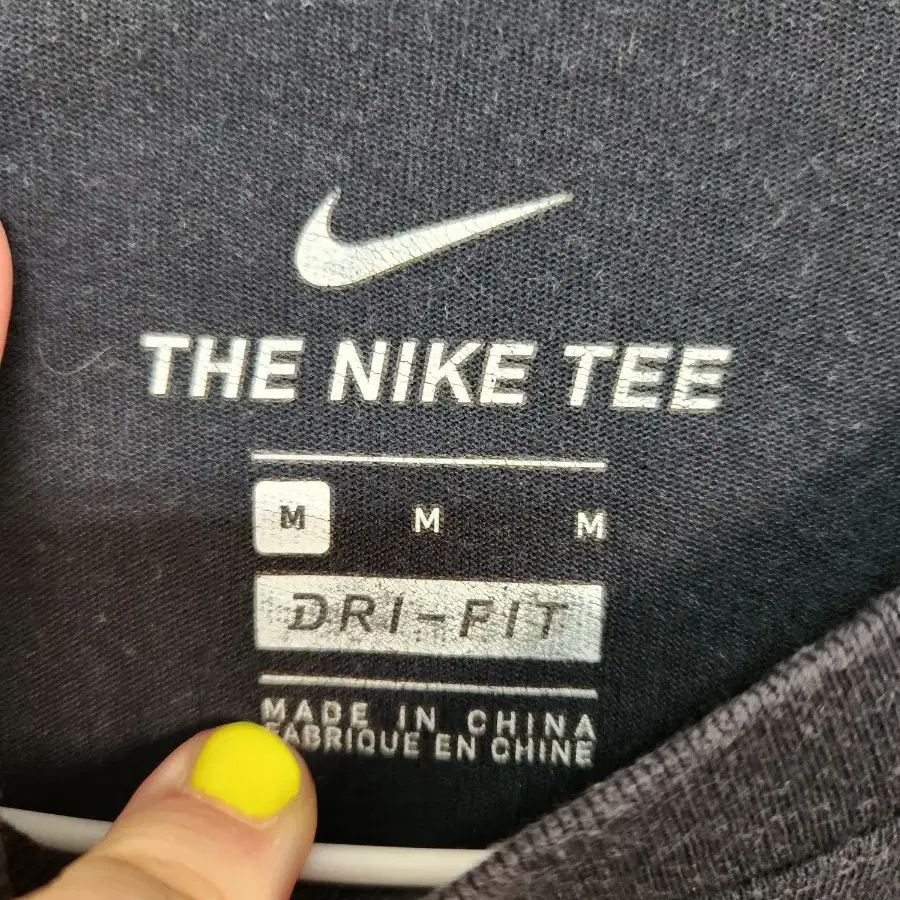 THE NIKE TEE
M M M
DRI-FIT
MADE IN CHINA
FABRIQUE EN CHINE